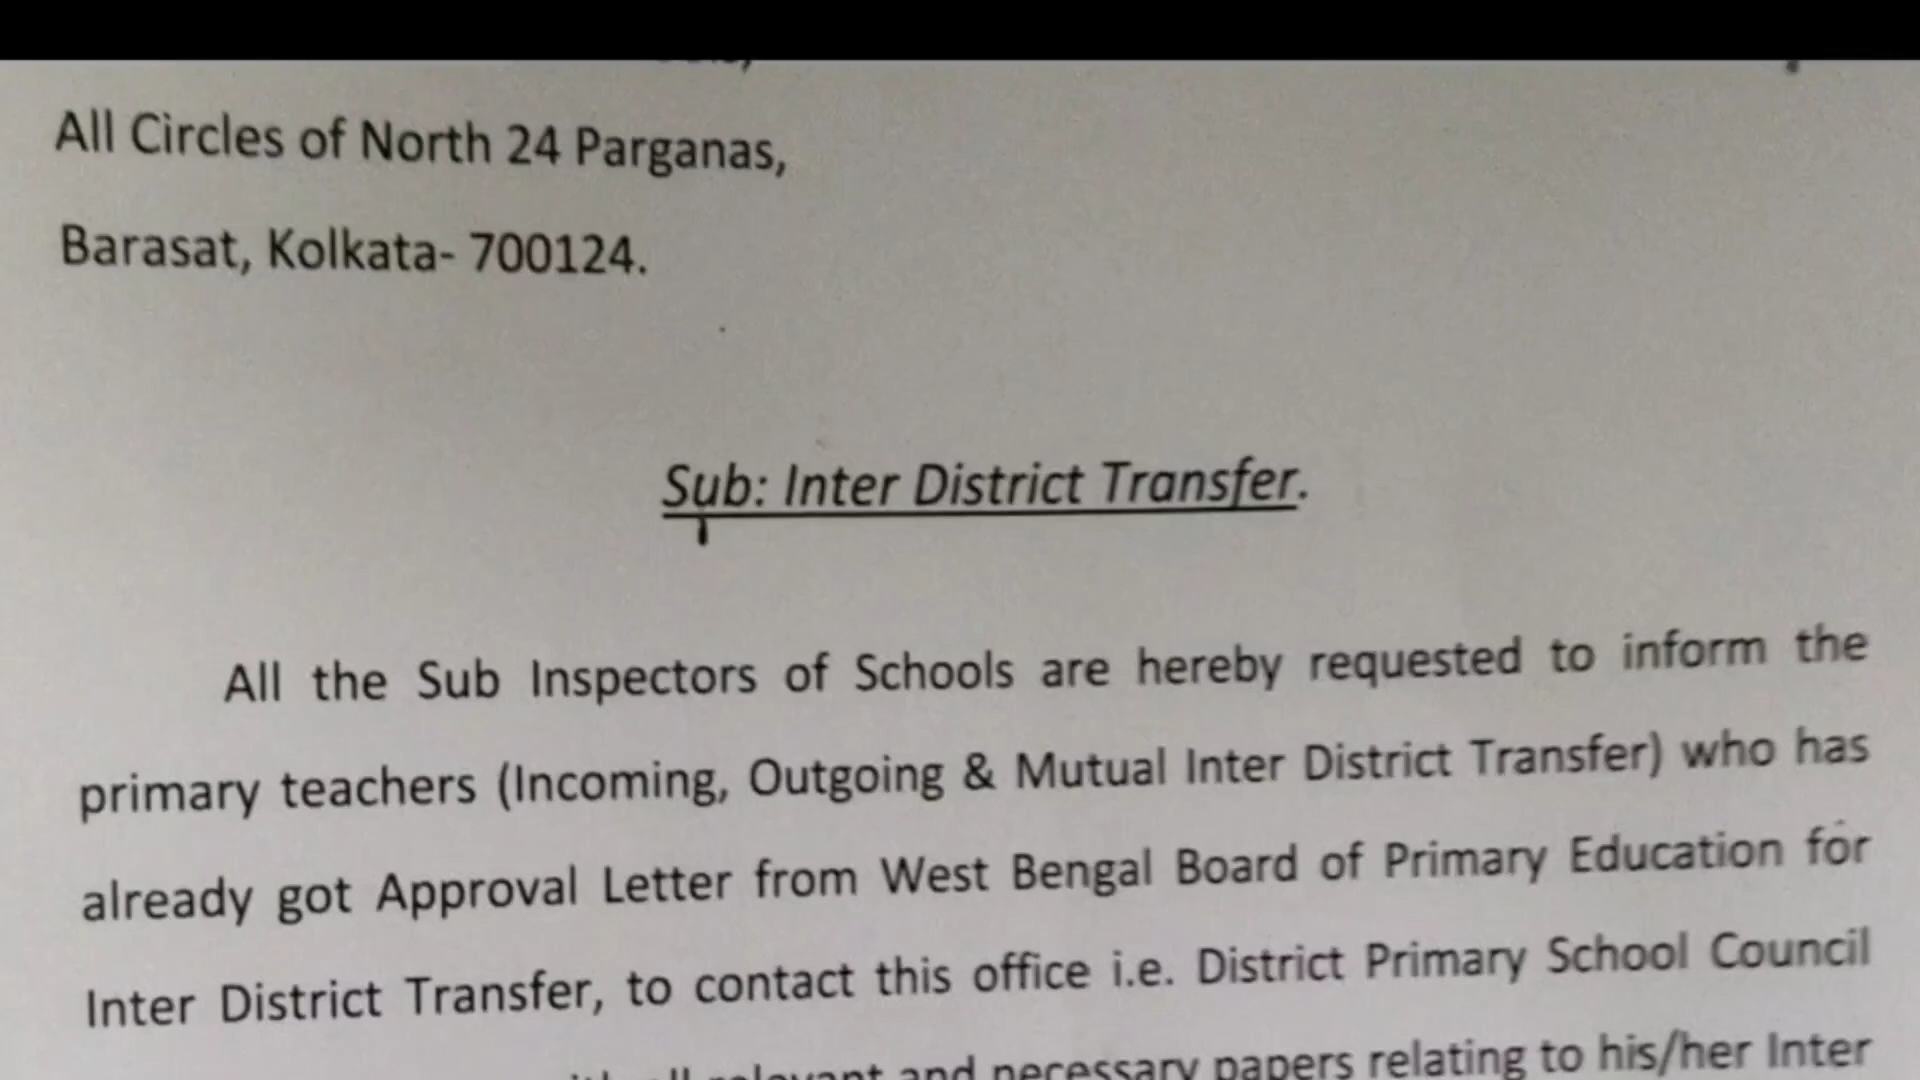 All Circles of North 24 Parganas,
Barasat, Kolkata- 700124.
Sub: Inter District Transfer.
All the Sub Inspectors of Schools are hereby requested to inform the
primary teachers (Incoming, Outgoing & Mutual Inter District Transfer) who has
already got Approval Letter from West Bengal Board of Primary Education for
Inter District Transfer, to contact this office i.e. District Primary School Council
relevant and necessary papers relating to his/her Inter